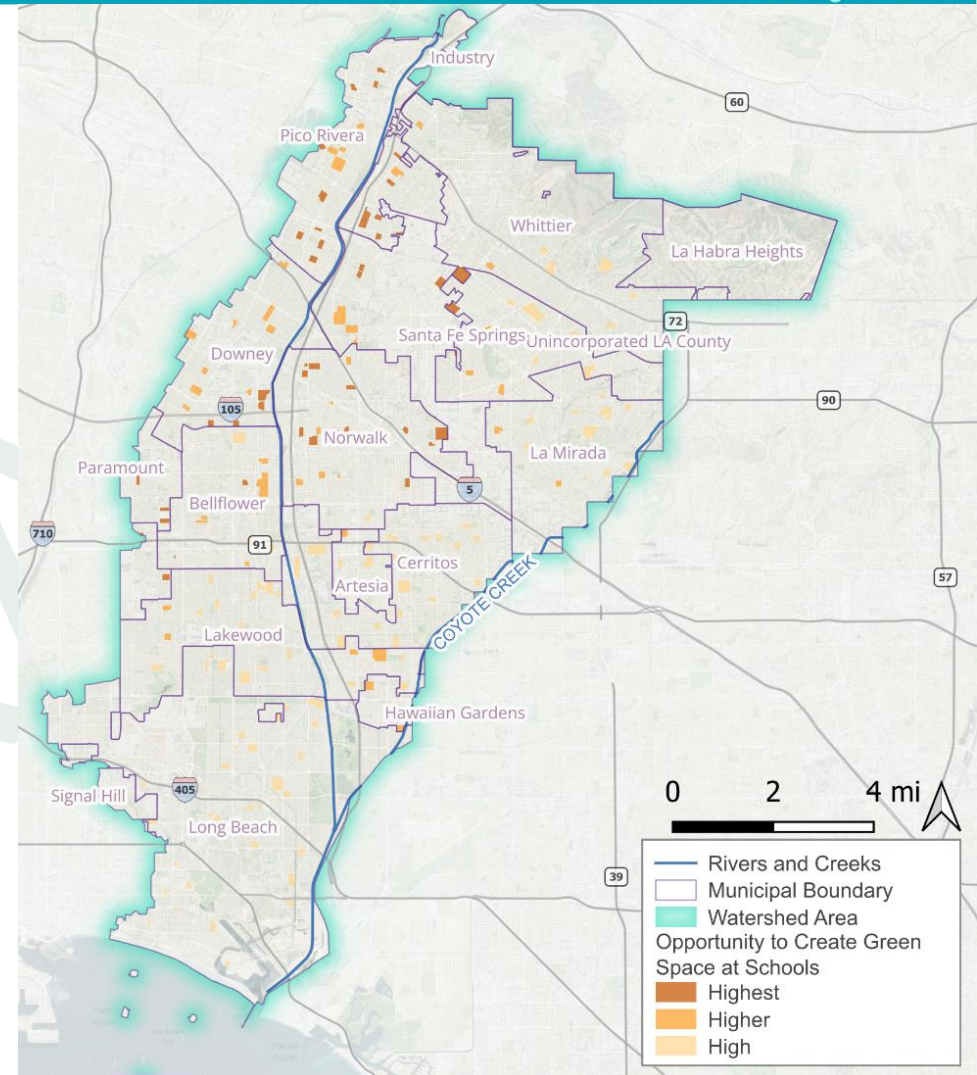 Industry
60
Pico Rivera
Whittier
La Habra Heights
72
Santa Fe Springs
Unincorporated LA County
Downey
90
105
Norwalk
La Mirada
Paramount
5
Bellflower
710
91
Cerritos
57
Artesia
COYOTE CREEK
Lakewood
Hawaiian Gardens
Signal Hill
405
Long Beach
0 2 4 mi
39
Rivers and Creeks
Municipal Boundary
Watershed Area
Opportunity to Create Green
Space at Schools
Highest
Higher
High